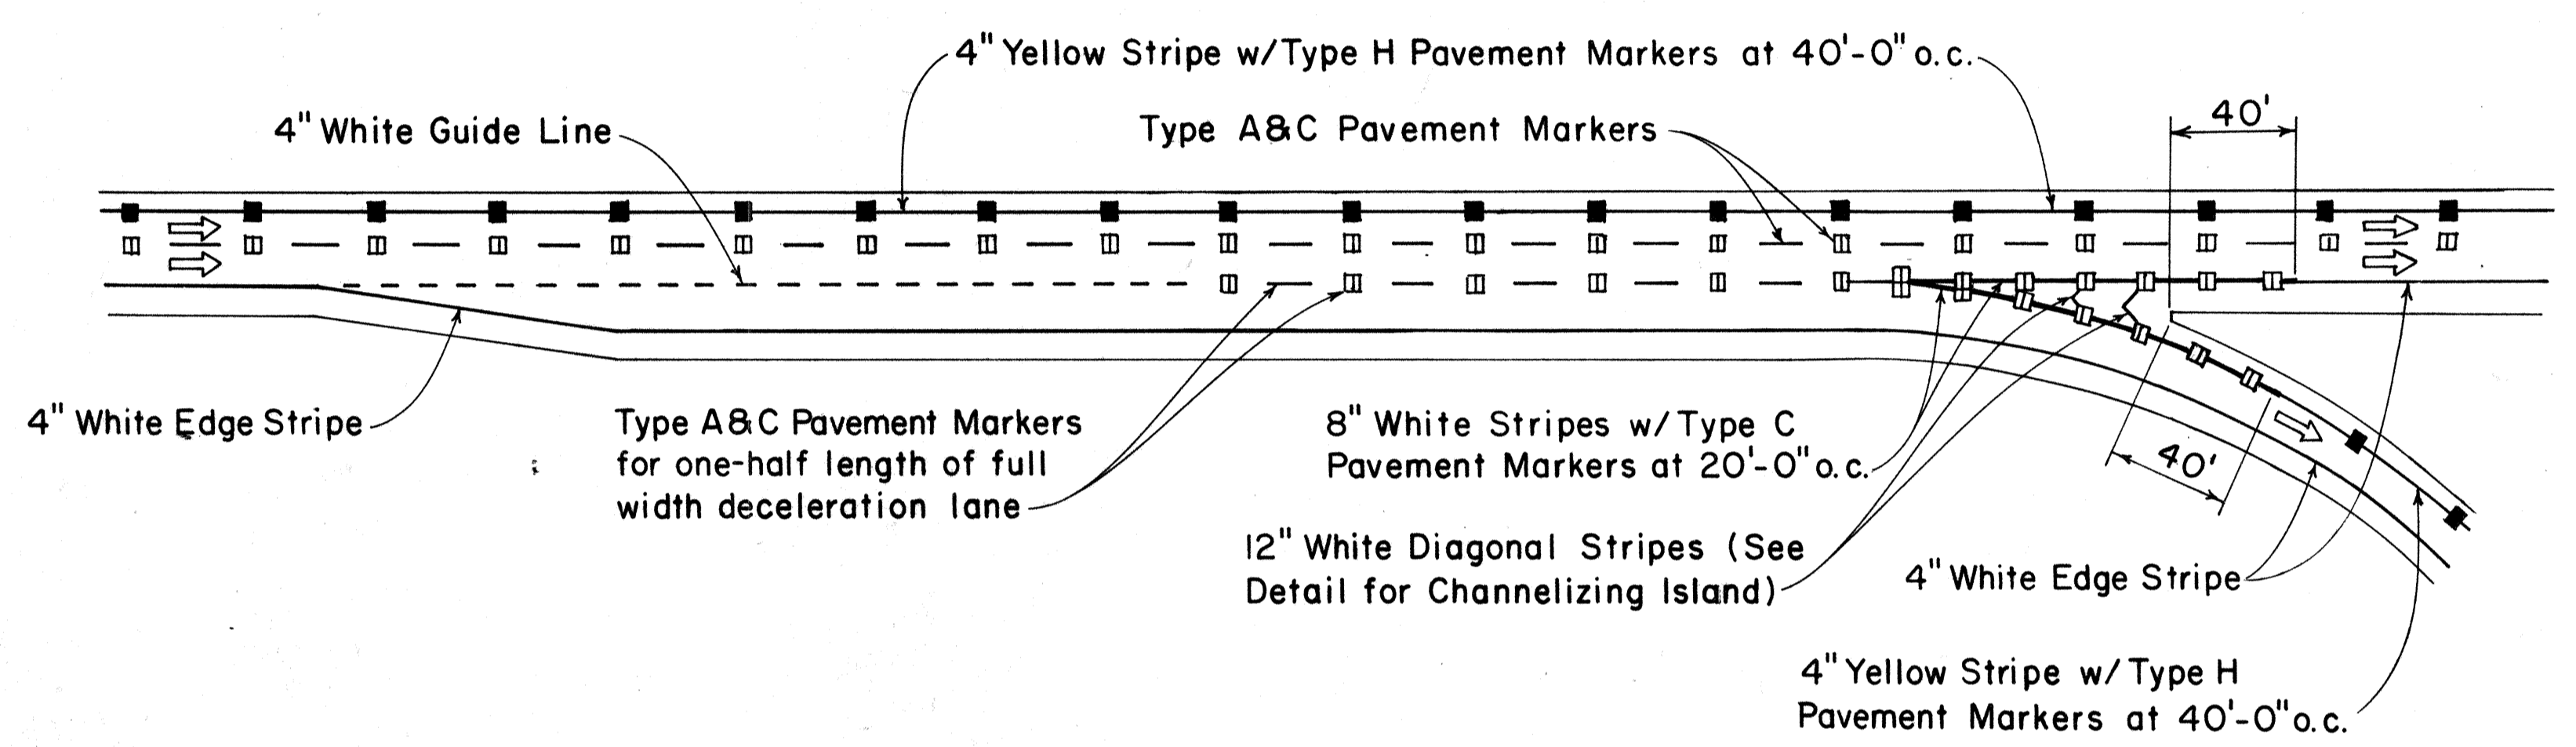 4" Yellow Stripe w/Type H Pavement Markers at 40'-0" o.c.
4" White Guide Line
Type A&C Pavement Markers
40'
4" White Edge Stripe
Type A&C Pavement Markers
for one-half length of full
width deceleration lane
8" White Stripes w/Type C
Pavement Markers at 20'-0" o.c.
40'
12" White Diagonal Stripes (See
Detail for Channelizing Island)
4" White Edge Stripe
4" Yellow Stripe w/Type H
Pavement Markers at 40'-0" o.c.